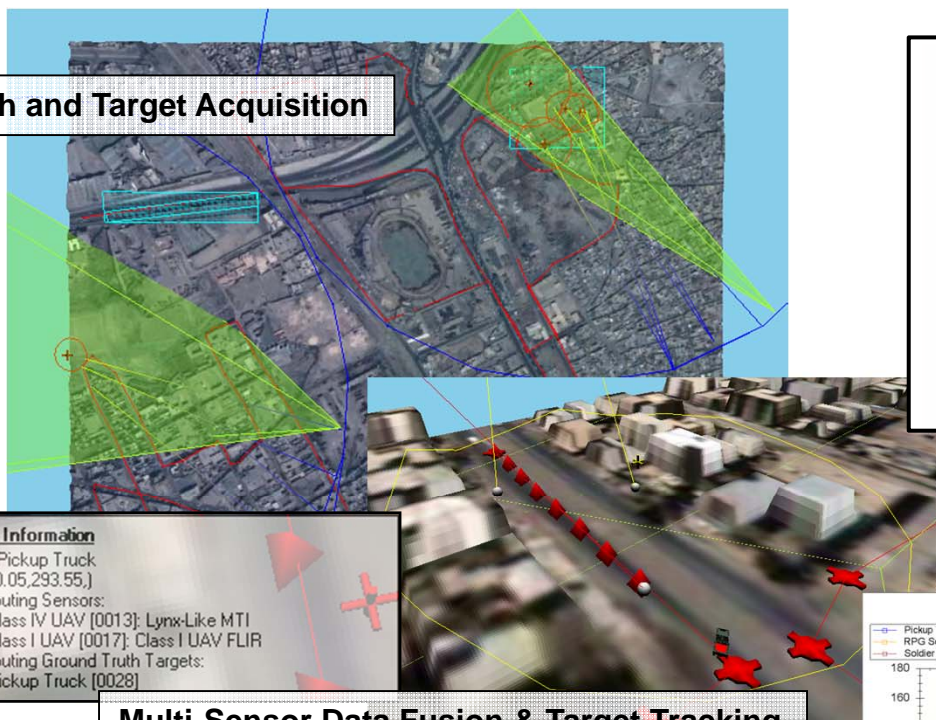 h and Target Acquisition
Information
Pickup Truck
0.05,293.55,)
outing Sensors:
lass IV UAV [0013]: Lynx-Like MTI
lass I UAV [0017]: Class I UAV FLIR
outing Ground Truth Targets:
ickup Truck [0028]
Pickup
RPG S
Soldier
180
160
Multi-Sensor Data Fusion & Target Tracking